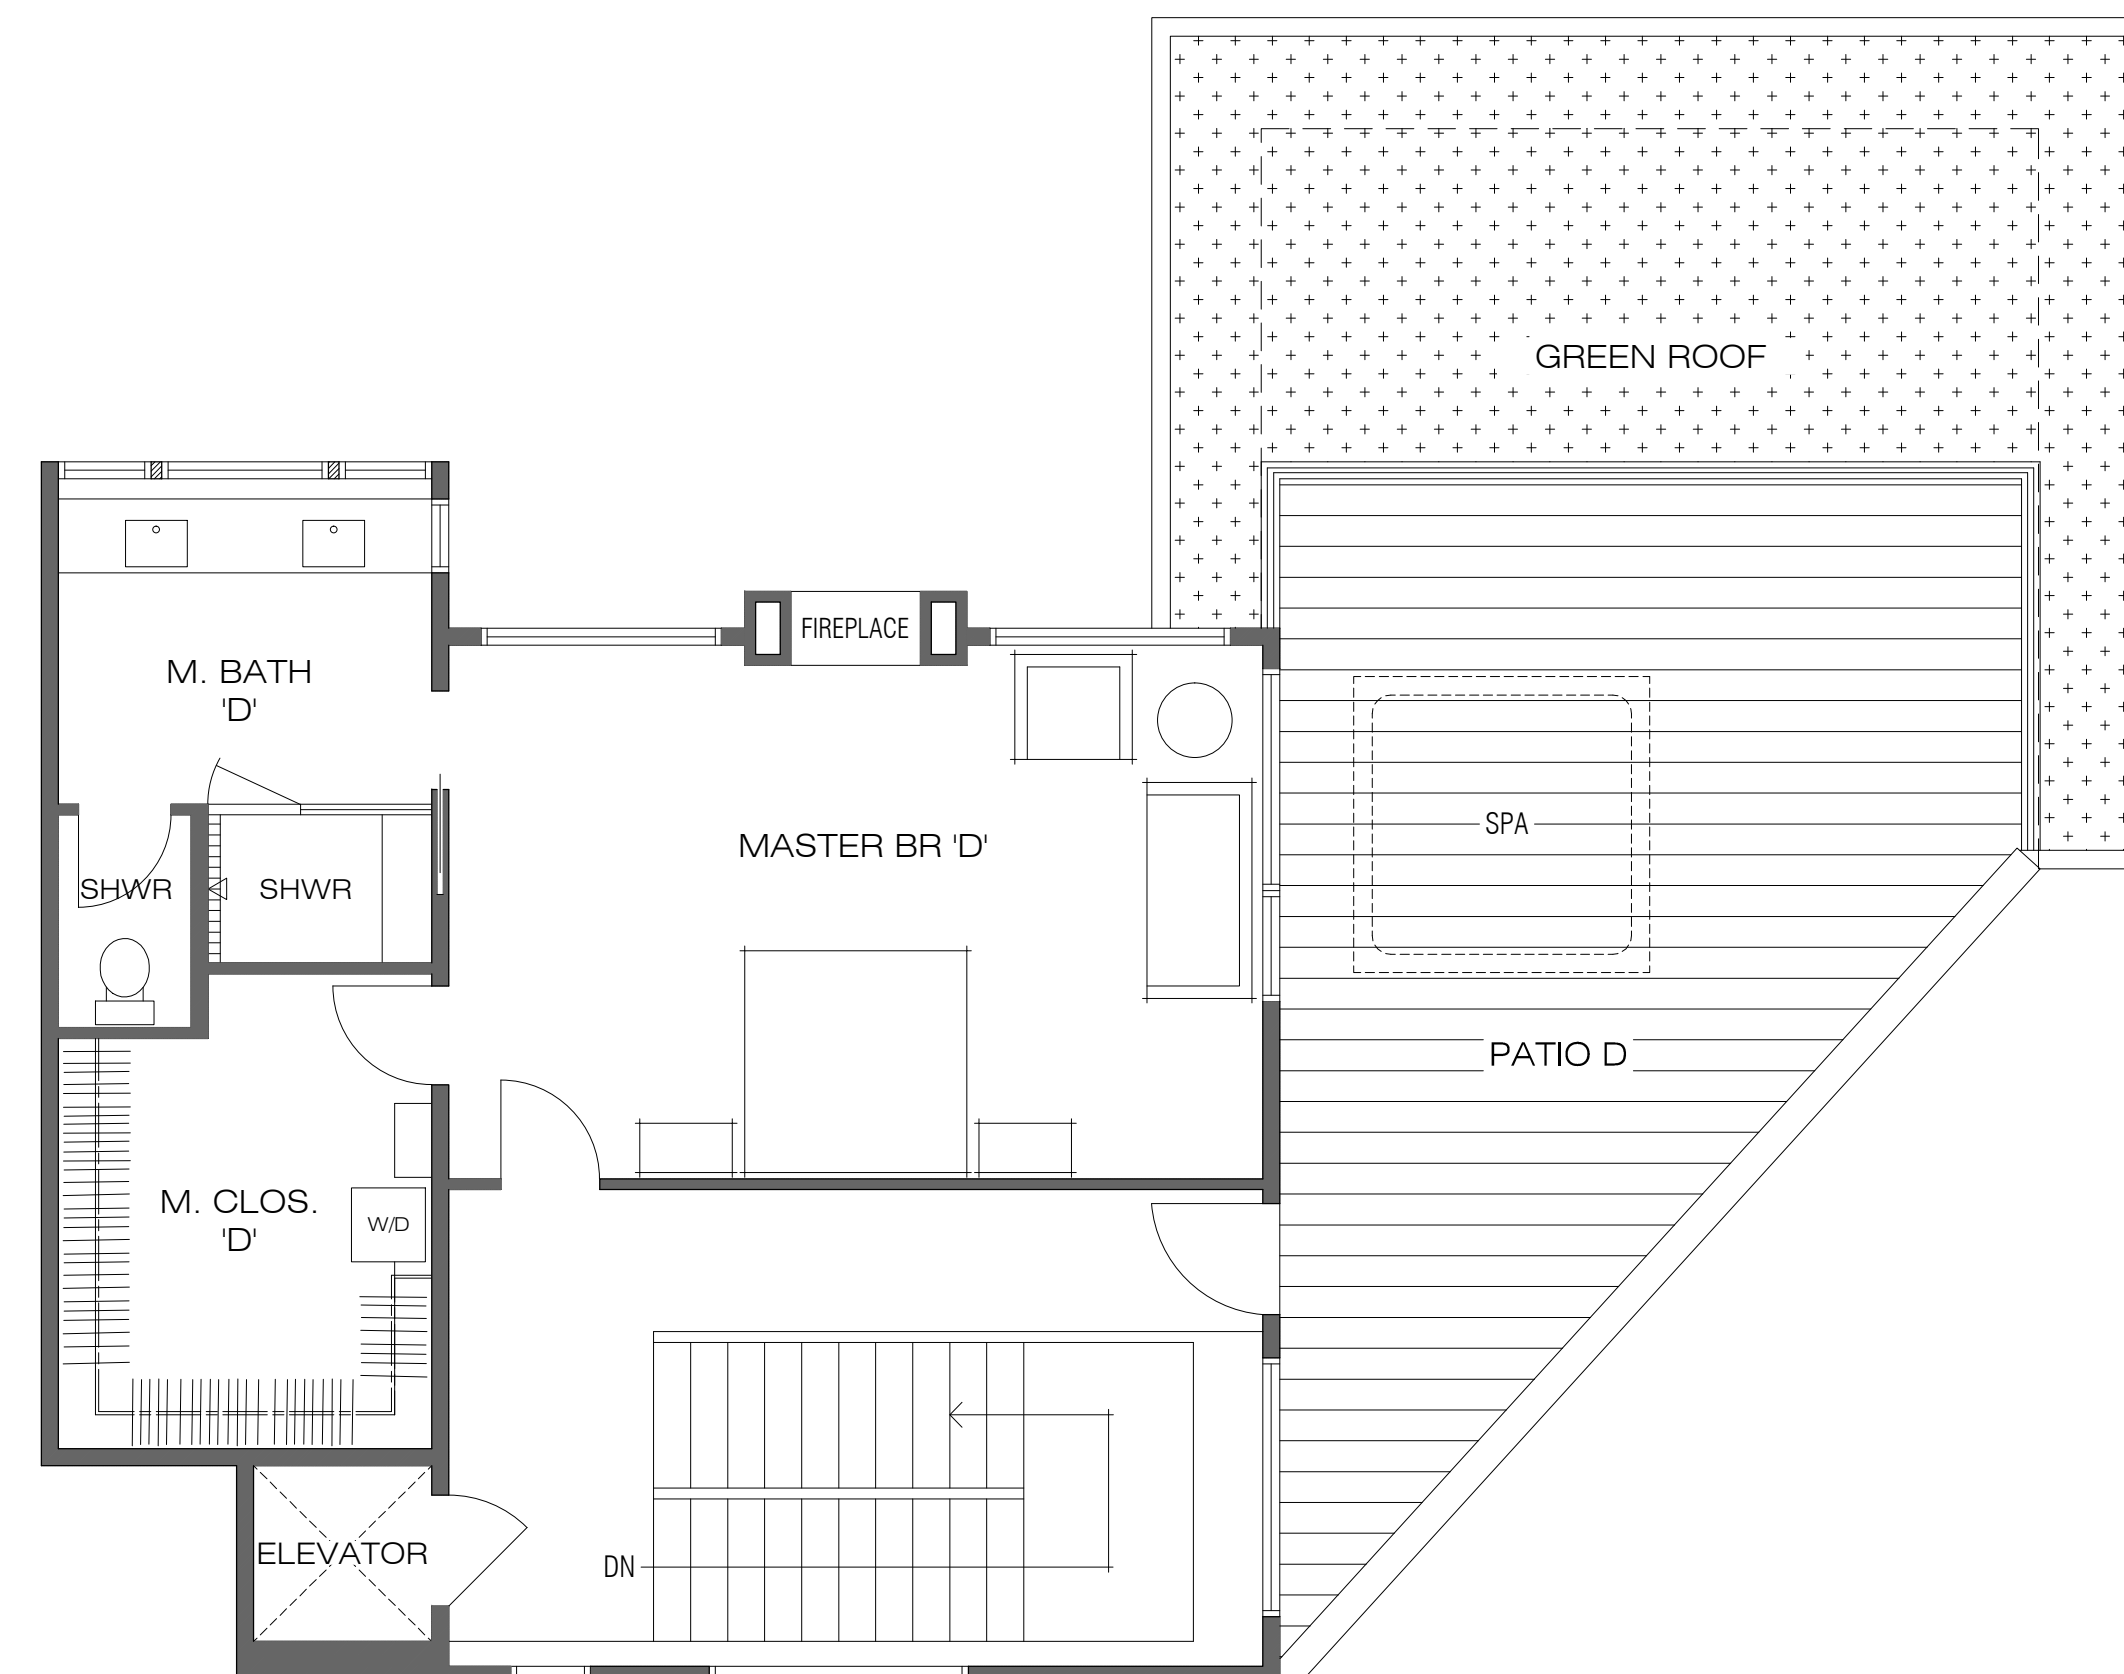 GREEN ROOF
FIREPLACE
M. BATH
'D'
SPA
MASTER BR 'D'
SHWR
SHWR
PATIO D
M. CLOS.
'D'
W/D
ELEVATOR
DN